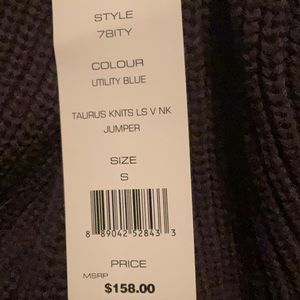 STYLE
78ITY
COLOUR
UTILITY BLUE
TAURUS KNITS LS V NK
JUMPER
SIZE
S
8 89042 52843 3
PRICE
MSRP
$158.00